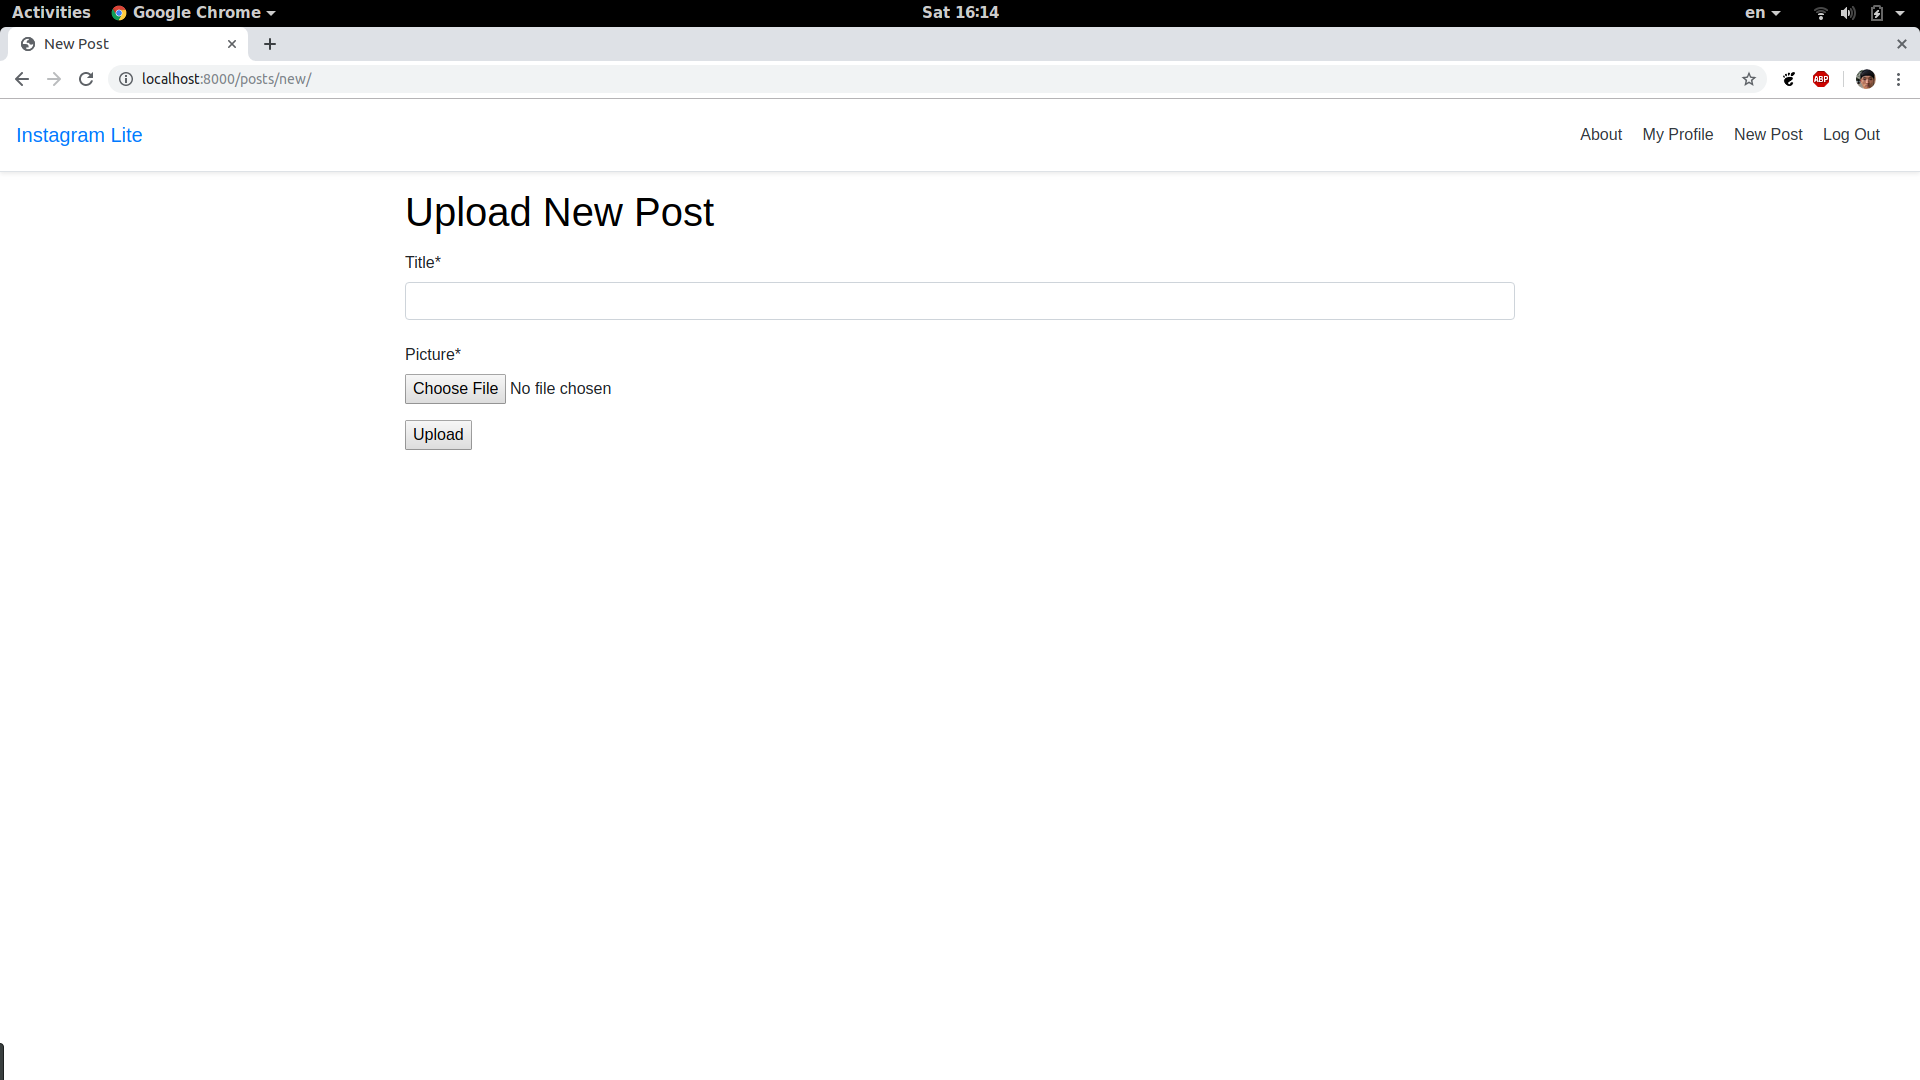 Activities Google Chrome Sat 16:14 en
New Post
localhost:8000/posts/new/ ABP
Instagram Lite About My Profile New Post Log Out
Upload New Post
Title*
Picture*
Choose File No file chosen
Upload